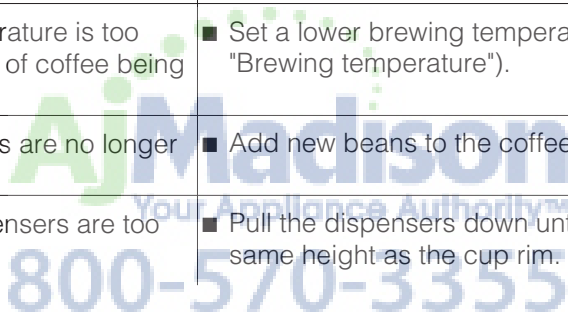 rature is too
of coffee being
■ Set a lower brewing tempera
"Brewing temperature").
s are no longer
■ Add new beans to the coffee
ensers are too
■ Pull the dispensers down unt
same height as the cup rim.
AjMadison
Your Appliance Authority™
800-570-3355